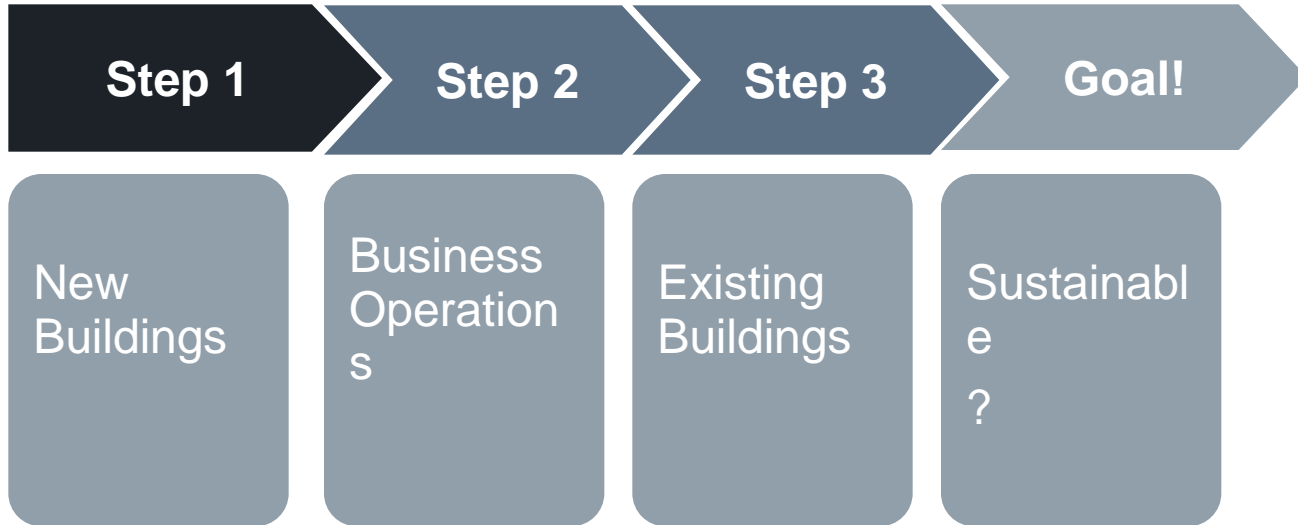 Step 1
Step 2
Step 3
Goal!
New
Buildings
Business
Operation
s
Existing
Buildings
Sustainabl
e
?